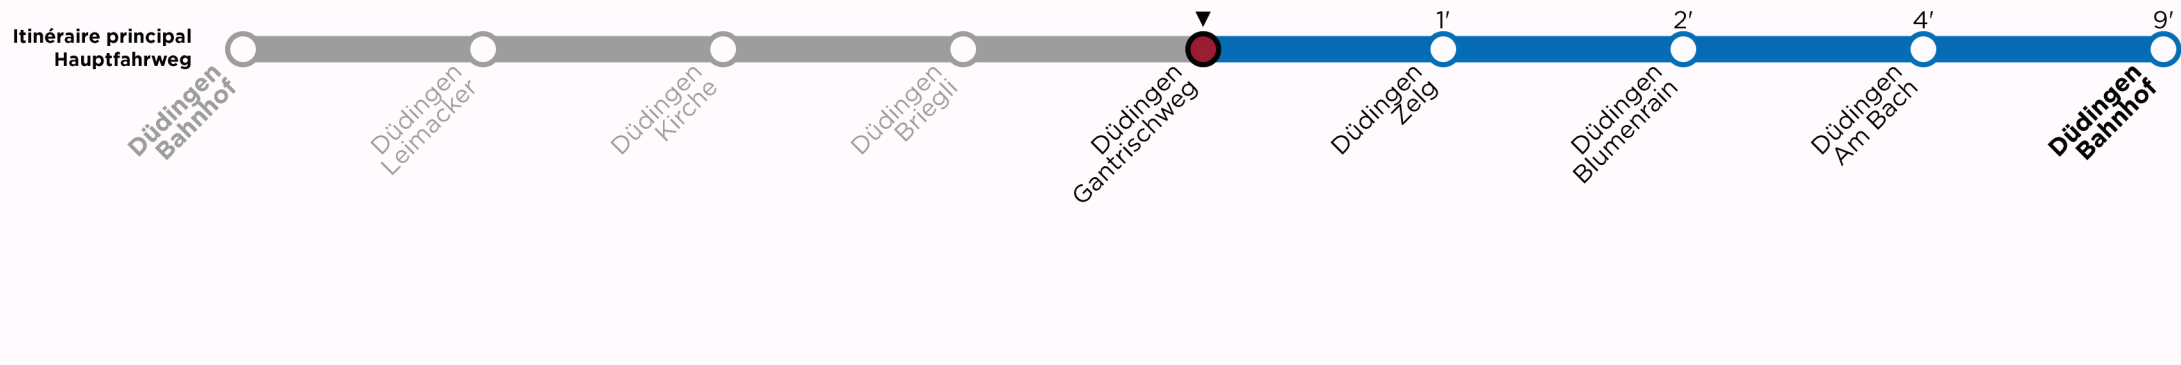 Itinéraire principal
Hauptfahrweg
▼
1'
2'
4'
9'
Düdingen
Bahnhof
Düdingen
Leimacker
Düdingen
Kirche
Düdingen
Briegli
Düdingen
Gantrischweg
Düdingen
Zelg
Düdingen
Blumenrain
Düdingen
Am Bach
Düdingen
Bahnhof